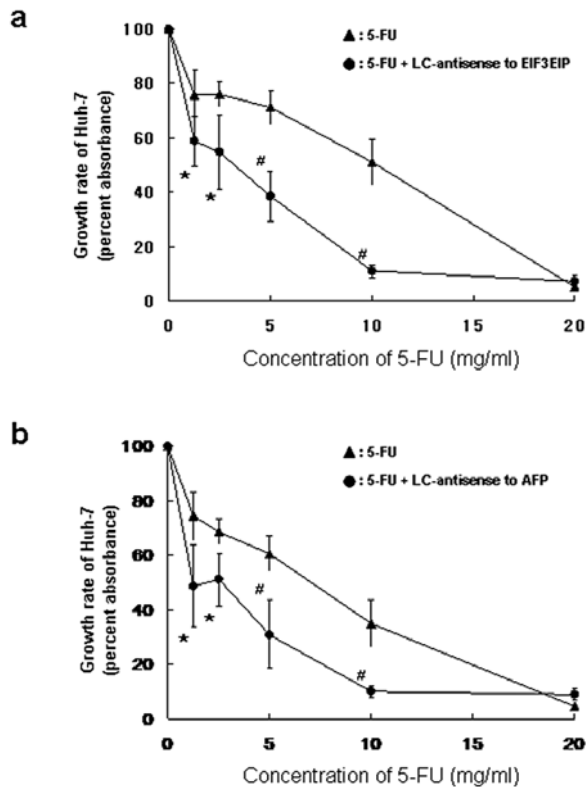 a
▲: 5-FU
●: 5-FU + LC-antisense to EIF3EIP
Growth rate of Huh-7
(percent absorbance)
100
80
60
40
20
0
#
*
*
#
0 5 10 15 20
Concentration of 5-FU (mg/ml)
b
▲: 5-FU
●: 5-FU + LC-antisense to AFP
Growth rate of Huh-7
(percent absorbance)
100
80
60
40
20
0
#
*
*
#
0 5 10 15 20
Concentration of 5-FU (mg/ml)